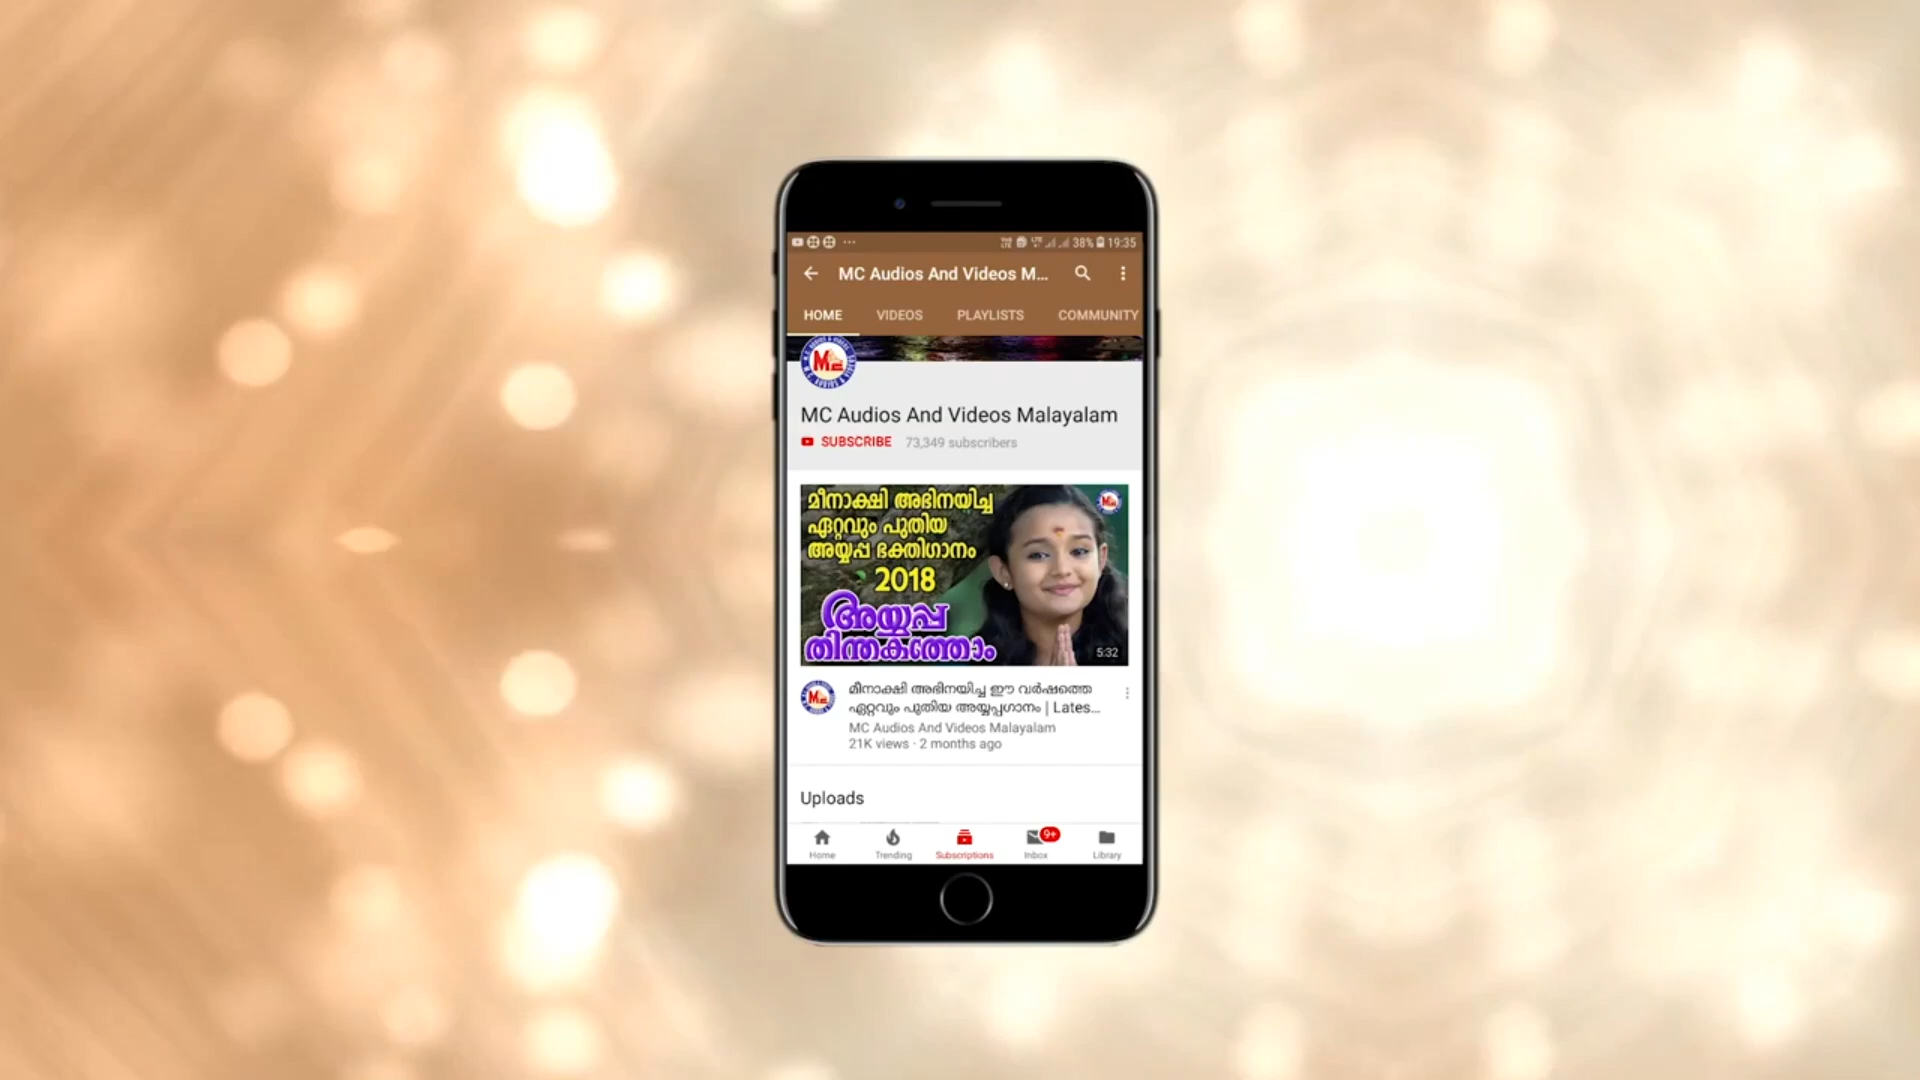 38% 19:35
MC Audios And Videos M...
HOME VIDEOS PLAYLISTS COMMUNITY
MC Audios And Videos Malayalam
SUBSCRIBE 73,349 subscribers
മീനാക്ഷി അഭിനയിച്ച
ഏറ്റവും പുതിയ
അയ്യപ്പ ഭക്തിഗാനം
2018
അയ്യപ്പ
തിന്തകത്തോം
5:32
മീനാക്ഷി അഭിനയിച്ച ഈ വർഷത്തെ
ഏറ്റവും പുതിയ അയ്യപ്പഗാനം | Lates...
MC Audios And Videos Malayalam
21K views · 2 months ago
Uploads
9+
Home Trending Subscriptions Inbox Library